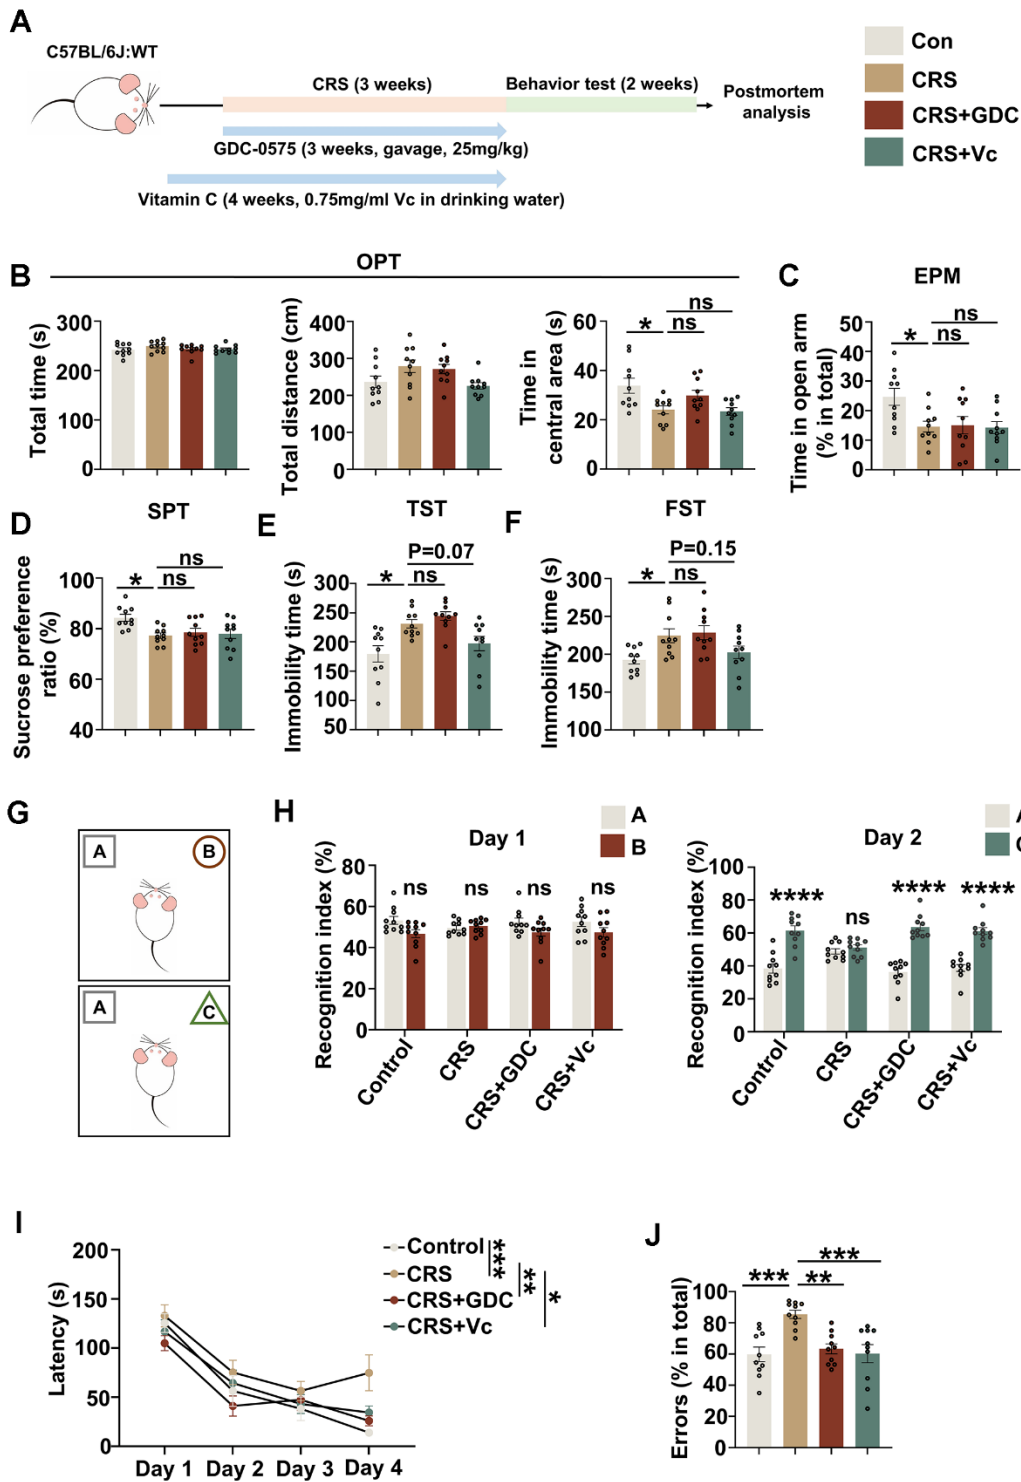 A
C57BL/6J:WT
CRS (3 weeks)
Behavior test (2 weeks)
Postmortem
analysis
GDC-0575 (3 weeks, gavage, 25mg/kg)
Vitamin C (4 weeks, 0.75mg/ml Vc in drinking water)
Con
CRS
CRS+GDC
CRS+Vc
B
OPT
Total time (s)
300
200
100
0
Total distance (cm)
400
300
200
100
0
Time in
central area (s)
60
40
20
0
*
ns
ns
C
EPM
Time in open arm
(% in total)
50
40
30
20
10
0
*
ns
ns
D
SPT
Sucrose preference
ratio (%)
100
80
60
40
*
ns
ns
E
TST
Immobility time (s)
300
250
200
150
100
50
*
ns
P=0.07
F
FST
Immobility time (s)
300
250
200
150
100
*
ns
P=0.15
G
A
B
A
C
H
Day 1
A
B
Recognition index (%)
80
60
40
20
0
ns
ns
ns
ns
Control
CRS
CRS+GDC
CRS+Vc
Day 2
A
C
Recognition index (%)
100
80
60
40
20
0
****
ns
****
****
Control
CRS
CRS+GDC
CRS+Vc
I
Latency (s)
200
150
100
50
0
Day 1
Day 2
Day 3
Day 4
Control
CRS
CRS+GDC
CRS+Vc
***
**
*
J
Errors (% in total)
100
80
60
40
20
0
***
**
***